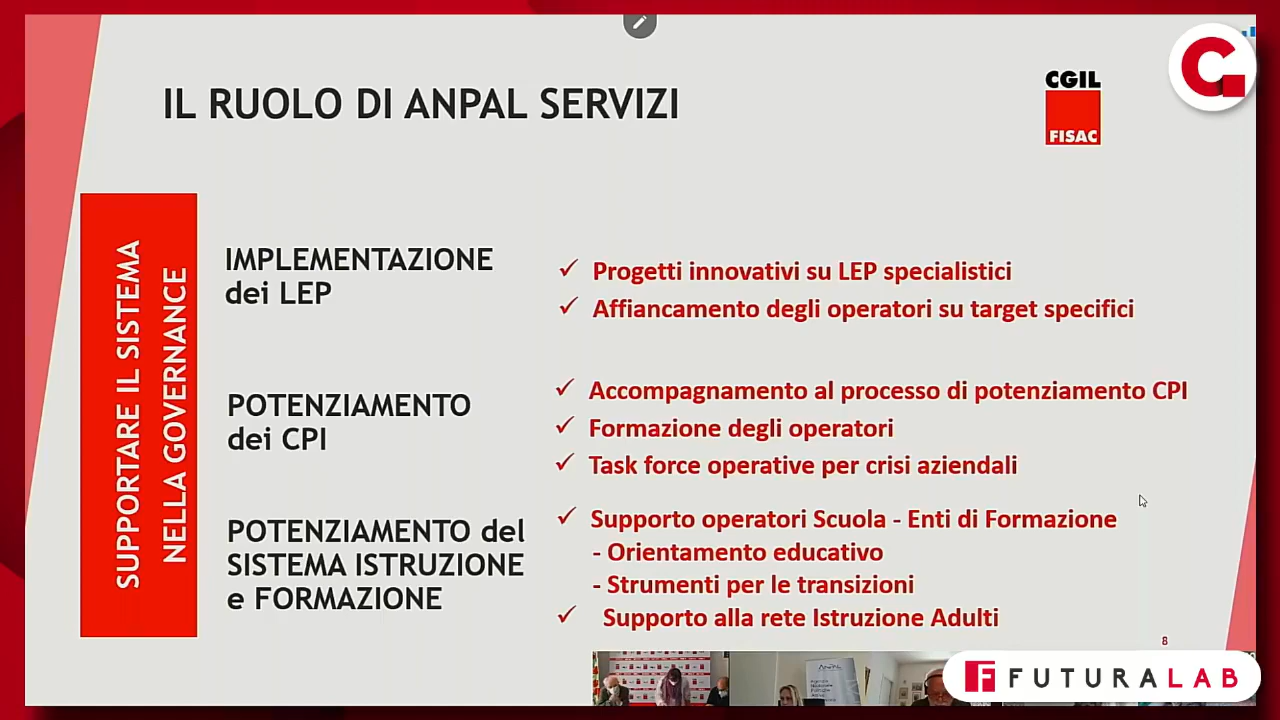 IL RUOLO DI ANPAL SERVIZI
CGIL
FISAC
SUPPORTARE IL SISTEMA
NELLA GOVERNANCE
IMPLEMENTAZIONE
dei LEP
✓ Progetti innovativi su LEP specialistici
✓ Affiancamento degli operatori su target specifici
POTENZIAMENTO
dei CPI
✓ Accompagnamento al processo di potenziamento CPI
✓ Formazione degli operatori
✓ Task force operative per crisi aziendali
POTENZIAMENTO del
SISTEMA ISTRUZIONE
e FORMAZIONE
✓ Supporto operatori Scuola - Enti di Formazione
- Orientamento educativo
- Strumenti per le transizioni
✓ Supporto alla rete Istruzione Adulti
8
FUTURALAB